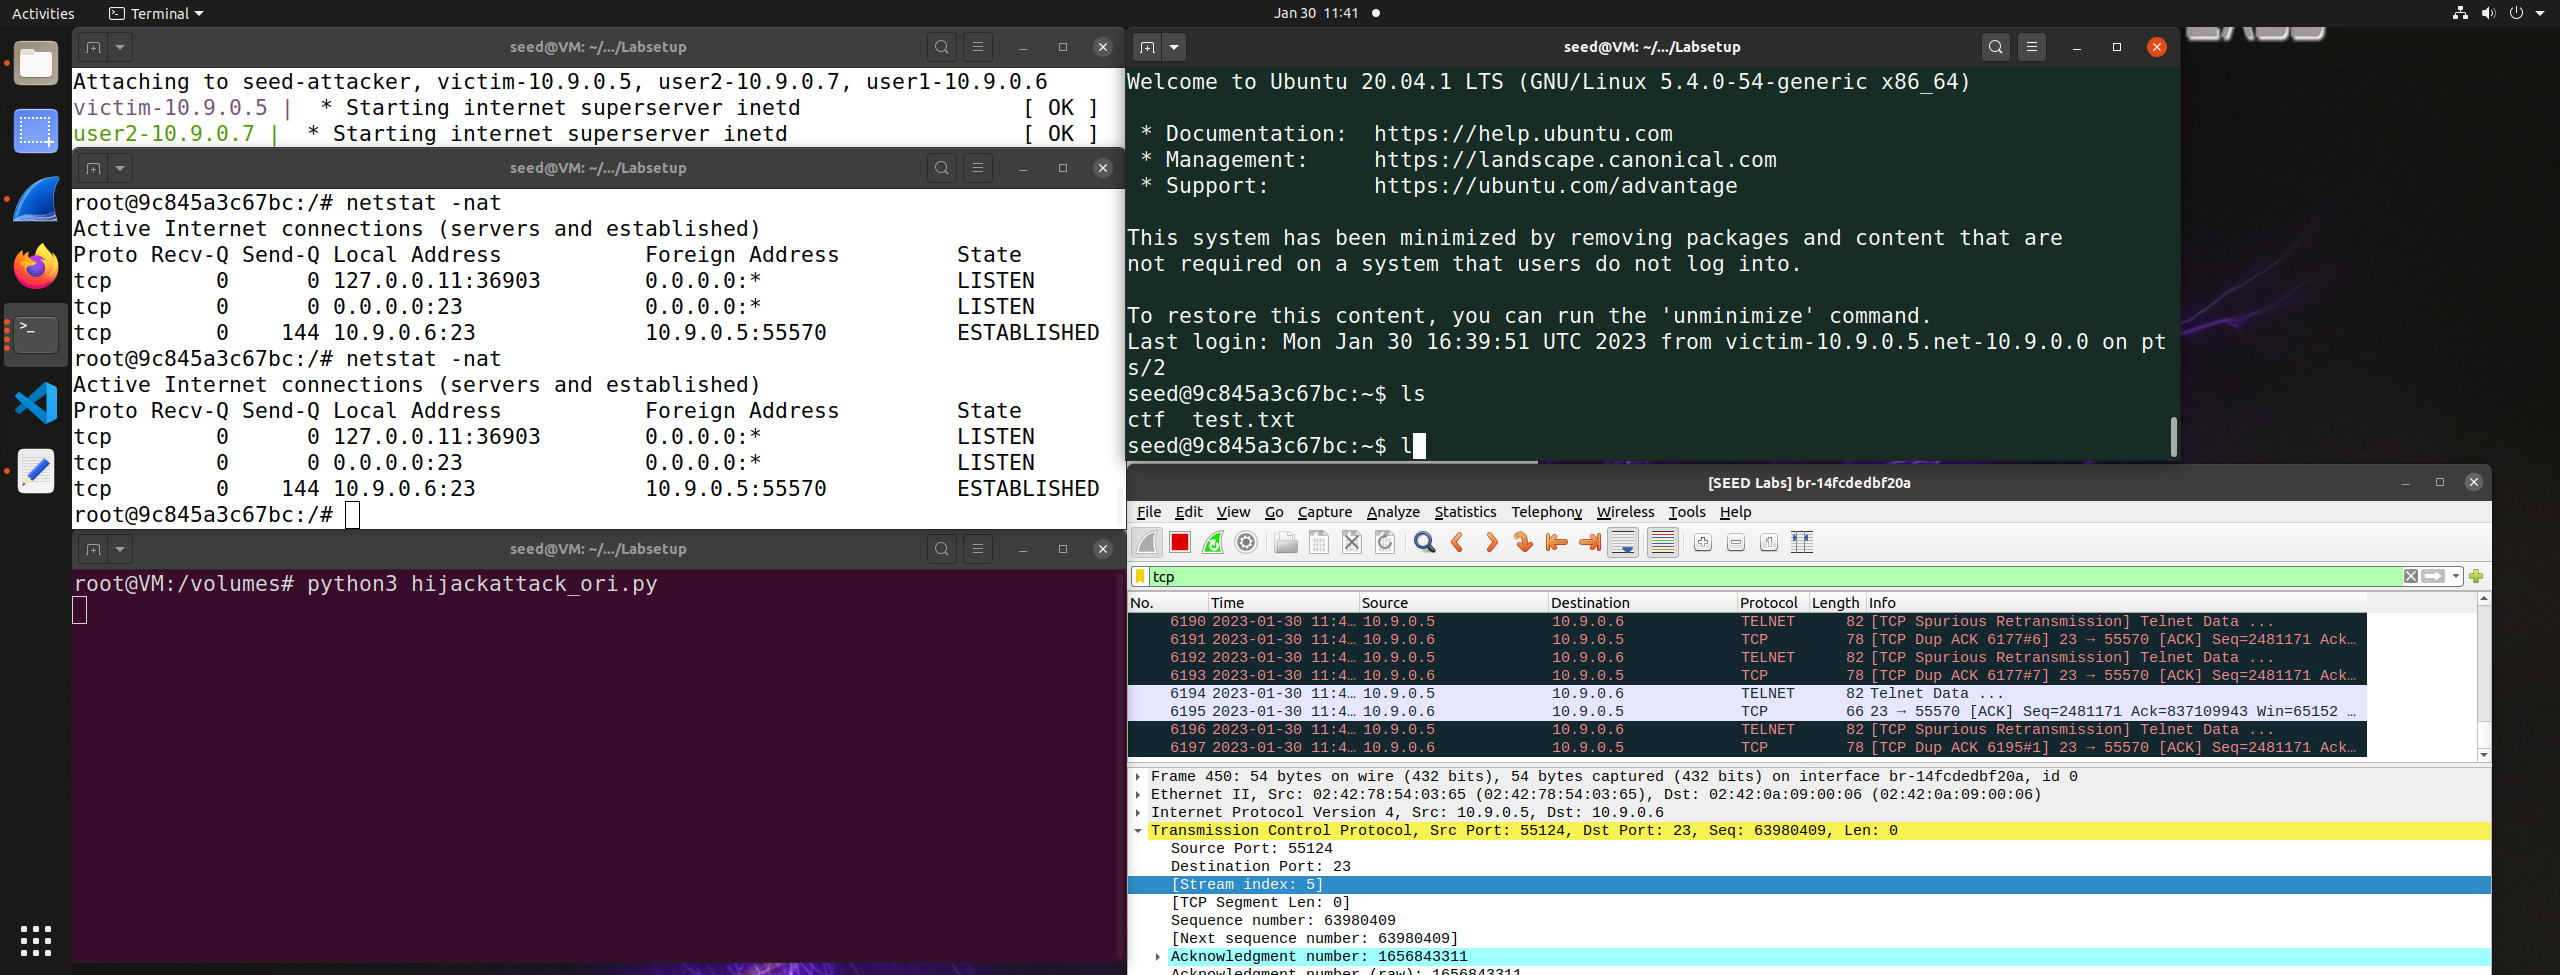 Activities Terminal Jan 30 11:41
seed@VM: ~/.../Labsetup
Attaching to seed-attacker, victim-10.9.0.5, user2-10.9.0.7, user1-10.9.0.6
victim-10.9.0.5 | * Starting internet superserver inetd [ OK ]
user2-10.9.0.7 | * Starting internet superserver inetd [ OK ]
seed@VM: ~/.../Labsetup
root@9c845a3c67bc:/# netstat -nat
Active Internet connections (servers and established)
Proto Recv-Q Send-Q Local Address Foreign Address State
tcp 0 0 127.0.0.11:36903 0.0.0.0:* LISTEN
tcp 0 0 0.0.0.0:23 0.0.0.0:* LISTEN
tcp 0 144 10.9.0.6:23 10.9.0.5:55570 ESTABLISHED
root@9c845a3c67bc:/# netstat -nat
Active Internet connections (servers and established)
Proto Recv-Q Send-Q Local Address Foreign Address State
tcp 0 0 127.0.0.11:36903 0.0.0.0:* LISTEN
tcp 0 0 0.0.0.0:23 0.0.0.0:* LISTEN
tcp 0 144 10.9.0.6:23 10.9.0.5:55570 ESTABLISHED
root@9c845a3c67bc:/#
seed@VM: ~/.../Labsetup
root@VM:/volumes# python3 hijackattack_ori.py
seed@VM: ~/.../Labsetup
Welcome to Ubuntu 20.04.1 LTS (GNU/Linux 5.4.0-54-generic x86_64)
* Documentation: https://help.ubuntu.com
* Management: https://landscape.canonical.com
* Support: https://ubuntu.com/advantage
This system has been minimized by removing packages and content that are
not required on a system that users do not log into.
To restore this content, you can run the 'unminimize' command.
Last login: Mon Jan 30 16:39:51 UTC 2023 from victim-10.9.0.5.net-10.9.0.0 on pt
s/2
seed@9c845a3c67bc:~$ ls
ctf test.txt
seed@9c845a3c67bc:~$ l
[SEED Labs] br-14fcdedbf20a
File Edit View Go Capture Analyze Statistics Telephony Wireless Tools Help
tcp
No. Time Source Destination Protocol Length Info
6190 2023-01-30 11:4… 10.9.0.5 10.9.0.6 TELNET 82 [TCP Spurious Retransmission] Telnet Data ...
6191 2023-01-30 11:4… 10.9.0.6 10.9.0.5 TCP 78 [TCP Dup ACK 6177#6] 23 → 55570 [ACK] Seq=2481171 Ack…
6192 2023-01-30 11:4… 10.9.0.5 10.9.0.6 TELNET 82 [TCP Spurious Retransmission] Telnet Data ...
6193 2023-01-30 11:4… 10.9.0.6 10.9.0.5 TCP 78 [TCP Dup ACK 6177#7] 23 → 55570 [ACK] Seq=2481171 Ack…
6194 2023-01-30 11:4… 10.9.0.5 10.9.0.6 TELNET 82 Telnet Data ...
6195 2023-01-30 11:4… 10.9.0.6 10.9.0.5 TCP 66 23 → 55570 [ACK] Seq=2481171 Ack=837109943 Win=65152 …
6196 2023-01-30 11:4… 10.9.0.5 10.9.0.6 TELNET 82 [TCP Spurious Retransmission] Telnet Data ...
6197 2023-01-30 11:4… 10.9.0.6 10.9.0.5 TCP 78 [TCP Dup ACK 6195#1] 23 → 55570 [ACK] Seq=2481171 Ack…
Frame 450: 54 bytes on wire (432 bits), 54 bytes captured (432 bits) on interface br-14fcdedbf20a, id 0
Ethernet II, Src: 02:42:78:54:03:65 (02:42:78:54:03:65), Dst: 02:42:0a:09:00:06 (02:42:0a:09:00:06)
Internet Protocol Version 4, Src: 10.9.0.5, Dst: 10.9.0.6
Transmission Control Protocol, Src Port: 55124, Dst Port: 23, Seq: 63980409, Len: 0
Source Port: 55124
Destination Port: 23
[Stream index: 5]
[TCP Segment Len: 0]
Sequence number: 63980409
[Next sequence number: 63980409]
Acknowledgment number: 1656843311
Acknowledgment number (raw): 1656843311